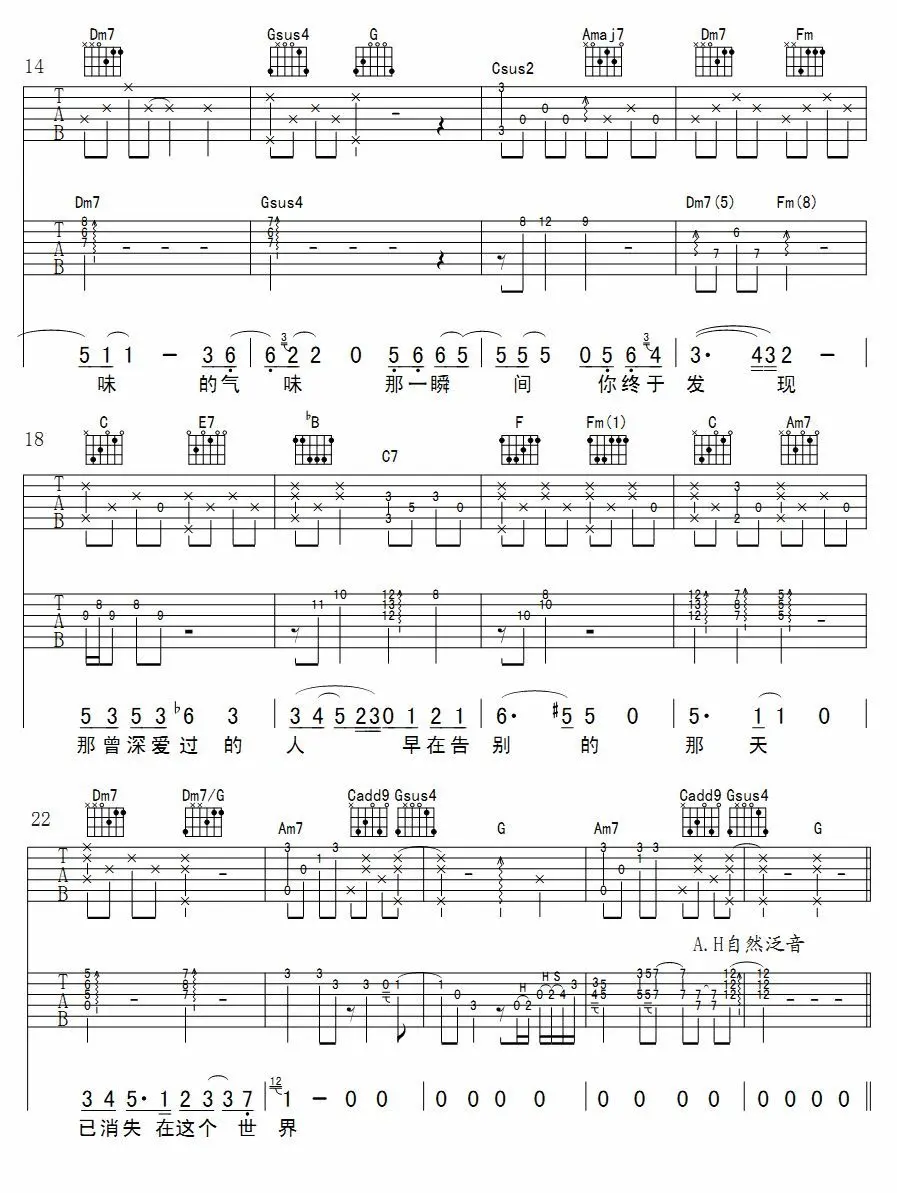 Dm7 Gsus4 G Csus2 Amaj7 Dm7 Fm
14
Dm7 Gsus4 Dm7(5) Fm(8)
5 1 1 - 3 6 6 2 2 0 5 6 6 5 5 5 5 0 5 6 4 3· 4 3 2 -
味 的气 味 那一瞬 间 你终于 发 现
C E7 ♭B C7 F Fm(1) C Am7
18
5 3 5 3 ♭6 3 3 4 5 2 3 0 1 2 1 6· ♯5 5 0 5· 1 1 0
那曾深爱过的 人 早在告 别 的 那 天
Dm7 Dm7/G Am7 Cadd9 Gsus4 G Am7 Cadd9 Gsus4 G
22
A.H自然泛音
3 4 5· 1 2 3 3 7 1 - 0 0 0 0 0 0 0 0 0 0 0 0 0 0
已消失 在这个 世 界